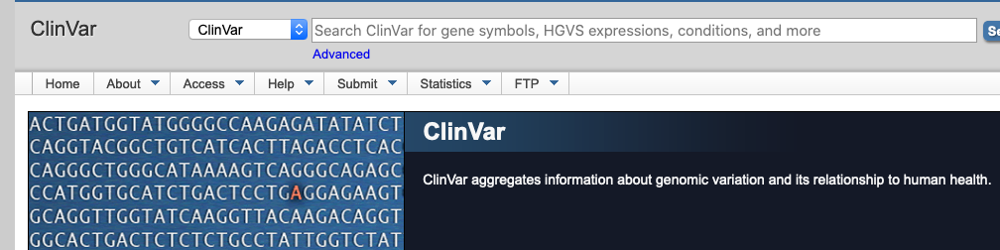 ClinVar
ClinVar
Search ClinVar for gene symbols, HGVS expressions, conditions, and more
Advanced
Home
About
Access
Help
Submit
Statistics
FTP
ACTGATGGTATGGGGCCAAGAGATATATCT
CAGGTACGGCTGTCATCACTTAGACCTCAC
CAGGGCTGGGCATAAAAGTCAGGGCAGAGC
CCATGGTGCATCTGACTCCTGAGGAGAAGT
GCAGGTTGGTATCAAGGTTACAAGACAGGT
GGCACTGACTCTCTCTGCCTATTGGTCTAT
ClinVar
ClinVar aggregates information about genomic variation and its relationship to human health.